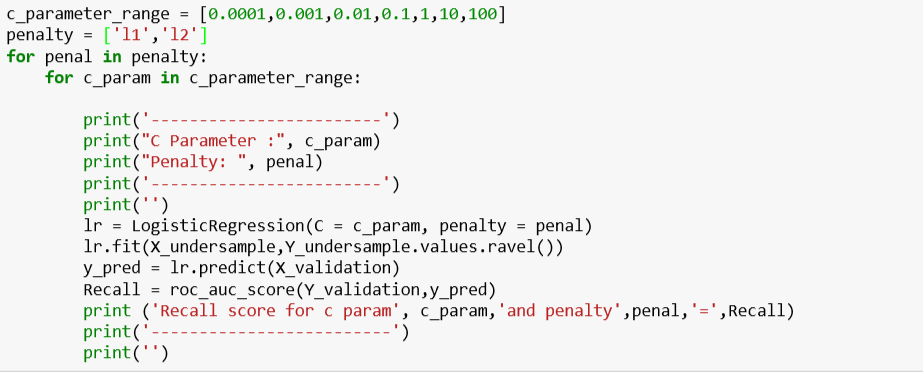 c_parameter_range = [0.0001,0.001,0.01,0.1,1,10,100]
penalty = ['l1','l2']
for penal in penalty:
    for c_param in c_parameter_range:

        print('------------------------')
        print("C Parameter :", c_param)
        print("Penalty: ", penal)
        print('------------------------')
        print('')
        lr = LogisticRegression(C = c_param, penalty = penal)
        lr.fit(X_undersample,Y_undersample.values.ravel())
        y_pred = lr.predict(X_validation)
        Recall = roc_auc_score(Y_validation,y_pred)
        print ('Recall score for c param', c_param,'and penalty',penal,'=',Recall)
        print('-------------------------')
        print('')